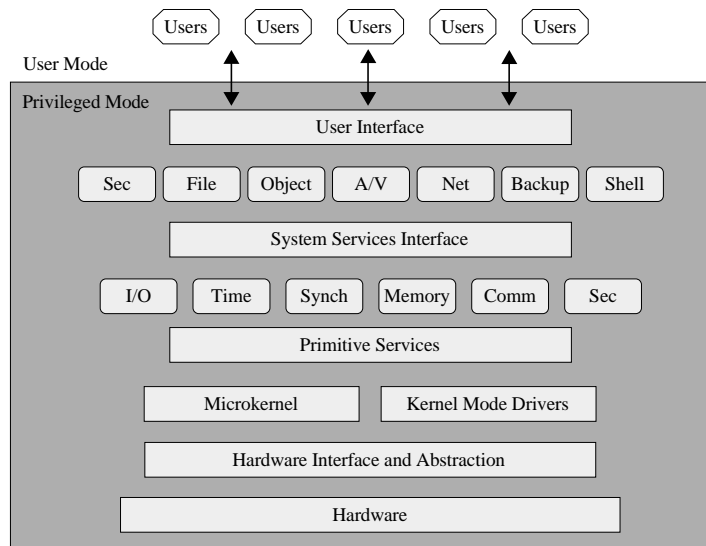 Users Users Users Users Users
User Mode
Privileged Mode
User Interface
Sec File Object A/V Net Backup Shell
System Services Interface
I/O Time Synch Memory Comm Sec
Primitive Services
Microkernel Kernel Mode Drivers
Hardware Interface and Abstraction
Hardware